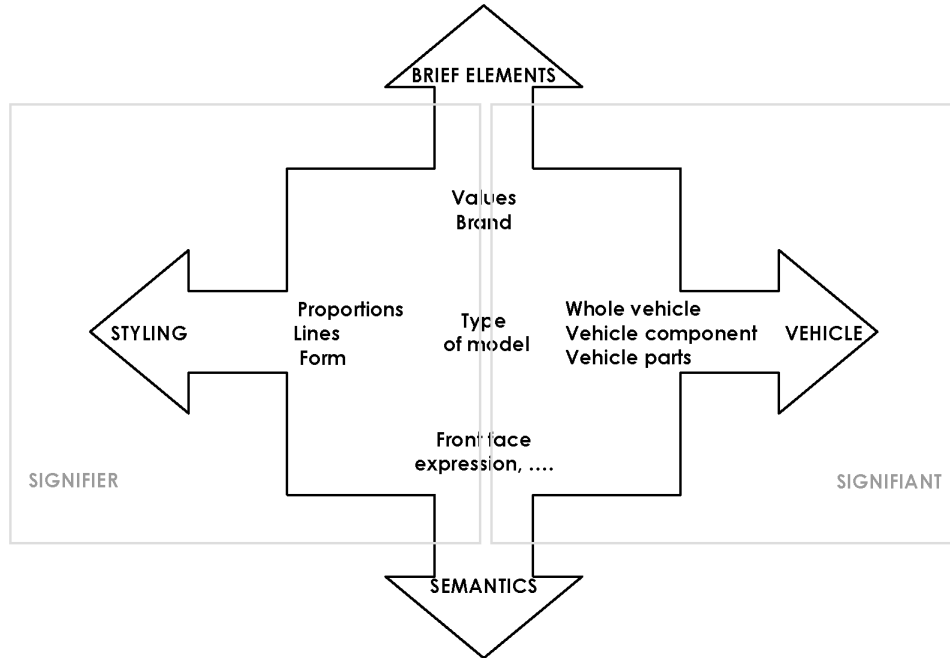 BRIEF ELEMENTS
Values
Brand
Proportions
Lines
Form
STYLING
Type
of model
Whole vehicle
Vehicle component
Vehicle parts
VEHICLE
Front face
expression, ....
SIGNIFIER
SIGNIFIANT
SEMANTICS